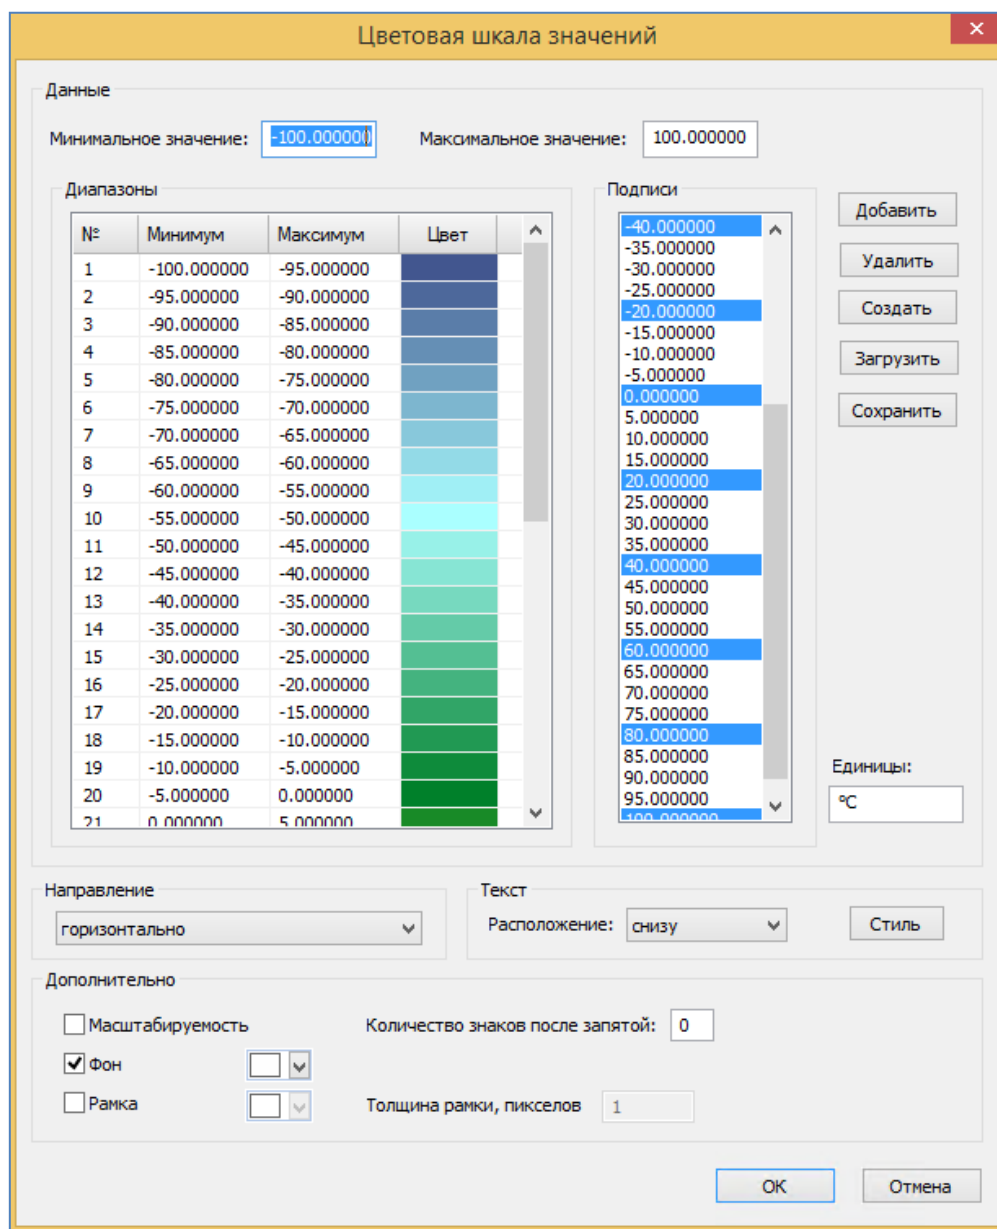 Цветовая шкала значений
Данные
Минимальное значение: -100.000000 Максимальное значение: 100.000000
Диапазоны
№ Минимум Максимум Цвет
1 -100.000000 -95.000000
2 -95.000000 -90.000000
3 -90.000000 -85.000000
4 -85.000000 -80.000000
5 -80.000000 -75.000000
6 -75.000000 -70.000000
7 -70.000000 -65.000000
8 -65.000000 -60.000000
9 -60.000000 -55.000000
10 -55.000000 -50.000000
11 -50.000000 -45.000000
12 -45.000000 -40.000000
13 -40.000000 -35.000000
14 -35.000000 -30.000000
15 -30.000000 -25.000000
16 -25.000000 -20.000000
17 -20.000000 -15.000000
18 -15.000000 -10.000000
19 -10.000000 -5.000000
20 -5.000000 0.000000
21 0.000000 5.000000
Подписи
-40.000000
-35.000000
-30.000000
-25.000000
-20.000000
-15.000000
-10.000000
-5.000000
0.000000
5.000000
10.000000
15.000000
20.000000
25.000000
30.000000
35.000000
40.000000
45.000000
50.000000
55.000000
60.000000
65.000000
70.000000
75.000000
80.000000
85.000000
90.000000
95.000000
100.000000
Добавить
Удалить
Создать
Загрузить
Сохранить
Единицы:
°C
Направление
горизонтально
Текст
Расположение: снизу Стиль
Дополнительно
Масштабируемость Количество знаков после запятой: 0
Фон
Рамка Толщина рамки, пикселов 1
ОК Отмена